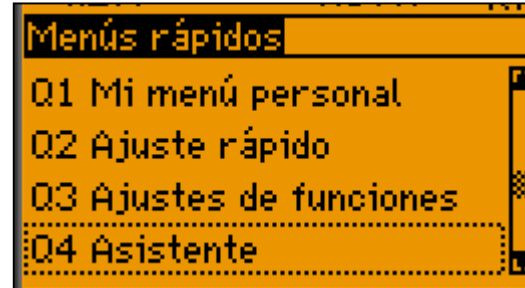 Menús rápidos
Q1 Mi menú personal
Q2 Ajuste rápido
Q3 Ajustes de funciones
Q4 Asistente